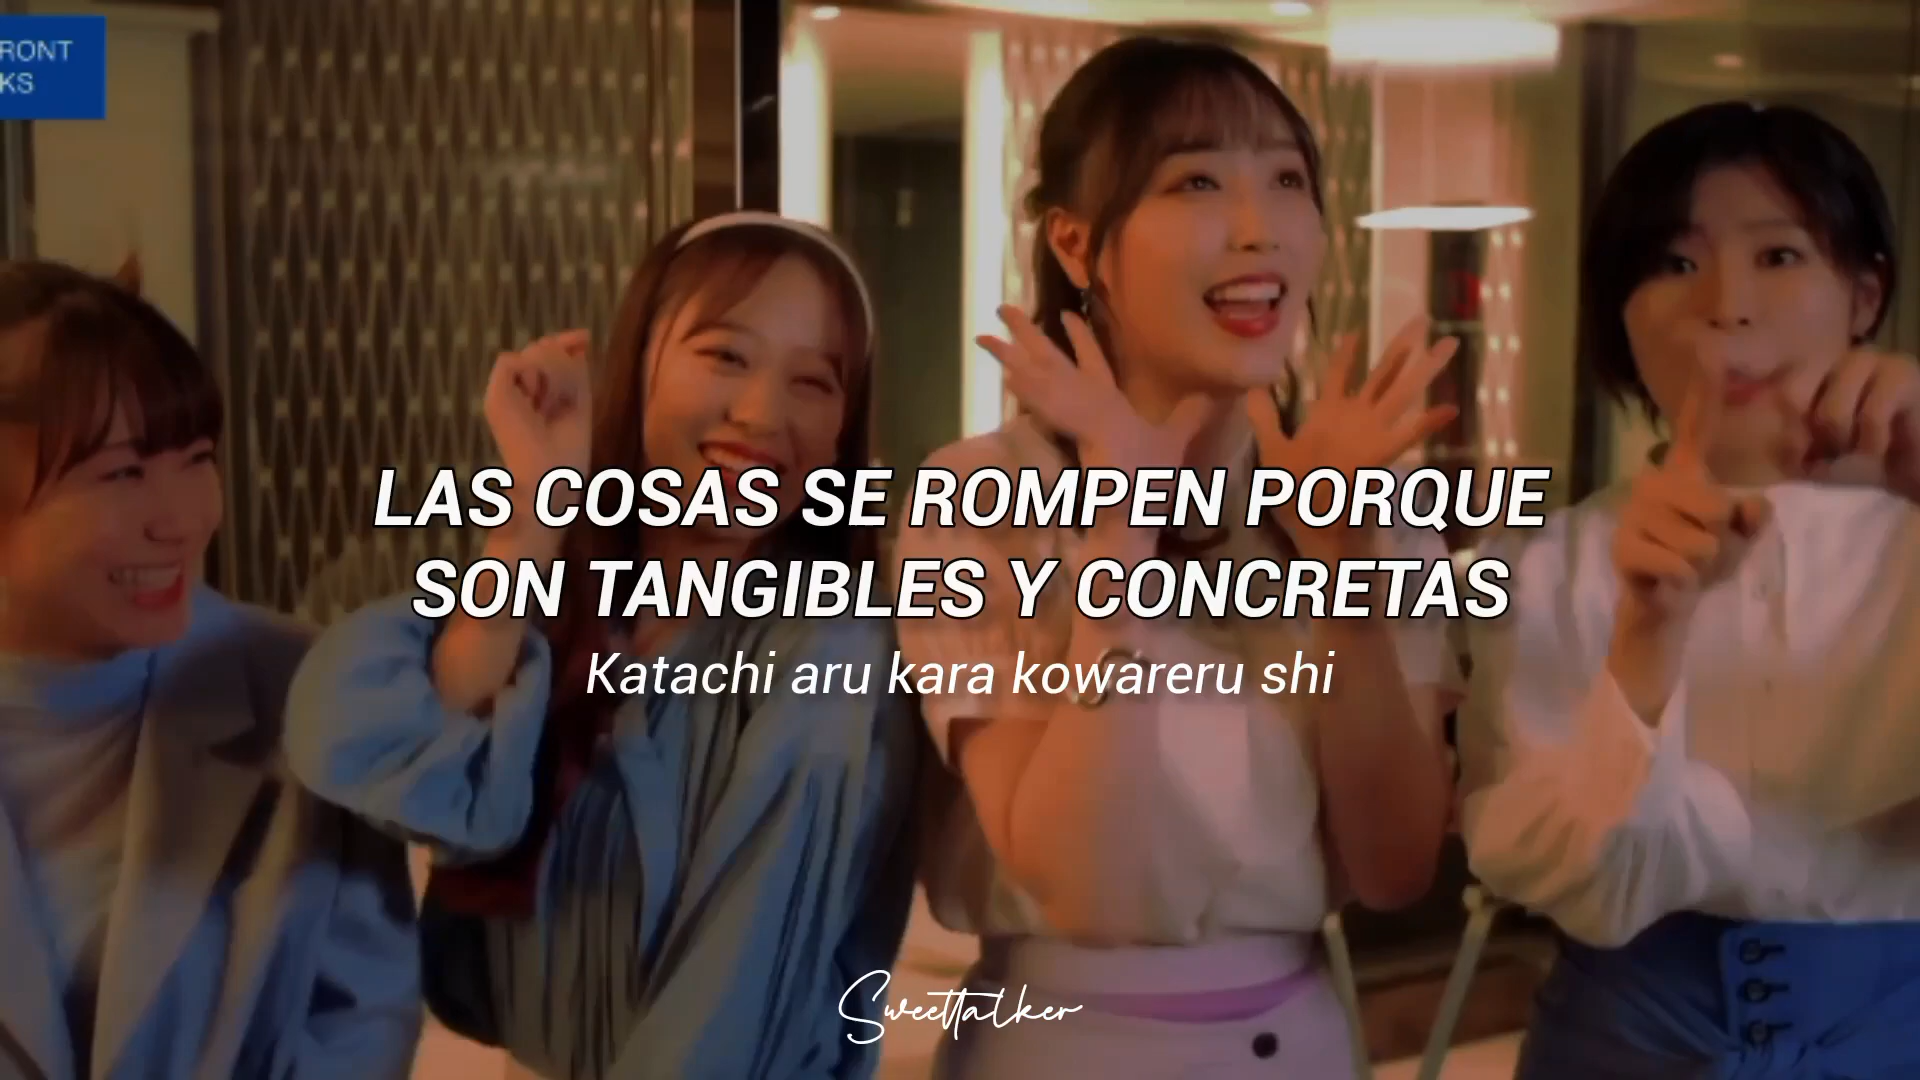 RONT
KS
LAS COSAS SE ROMPEN PORQUE
SON TANGIBLES Y CONCRETAS
Katachi aru kara kowareru shi
Sweettalker